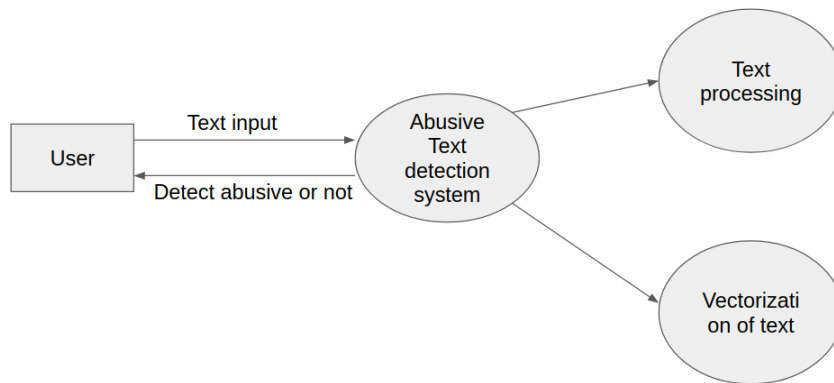 User
Text input
Detect abusive or not
Abusive
Text
detection
system
Text
processing
Vectorizati
on of text